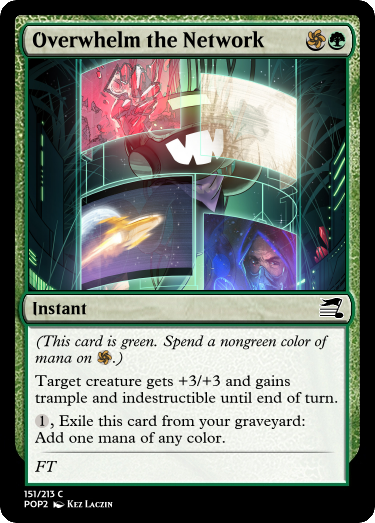 Overwhelm the Network
Instant
(This card is green. Spend a nongreen color of
mana on .)
Target creature gets +3/+3 and gains
trample and indestructible until end of turn.
1, Exile this card from your graveyard:
Add one mana of any color.
FT
151/213 C
POP2 Kez Laczin